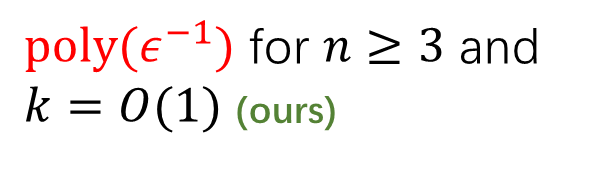 poly(ϵ⁻¹) for n ≥ 3 and
k = O(1) (ours)